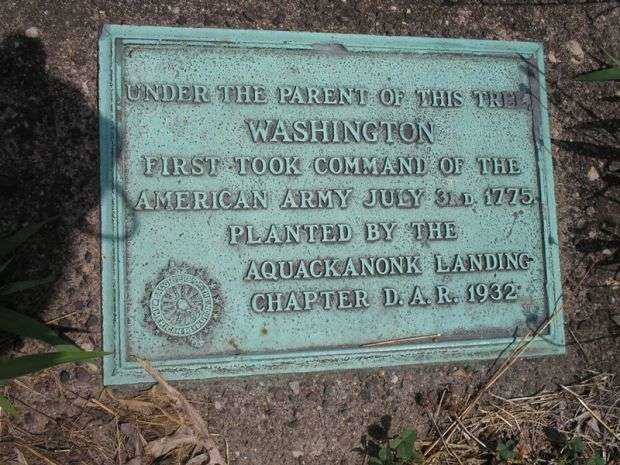 UNDER THE PARENT OF THIS TREE
WASHINGTON
FIRST TOOK COMMAND OF THE
AMERICAN ARMY JULY 3RD, 1775.
PLANTED BY THE
AQUACKANONK LANDING
CHAPTER D.A.R. 1932